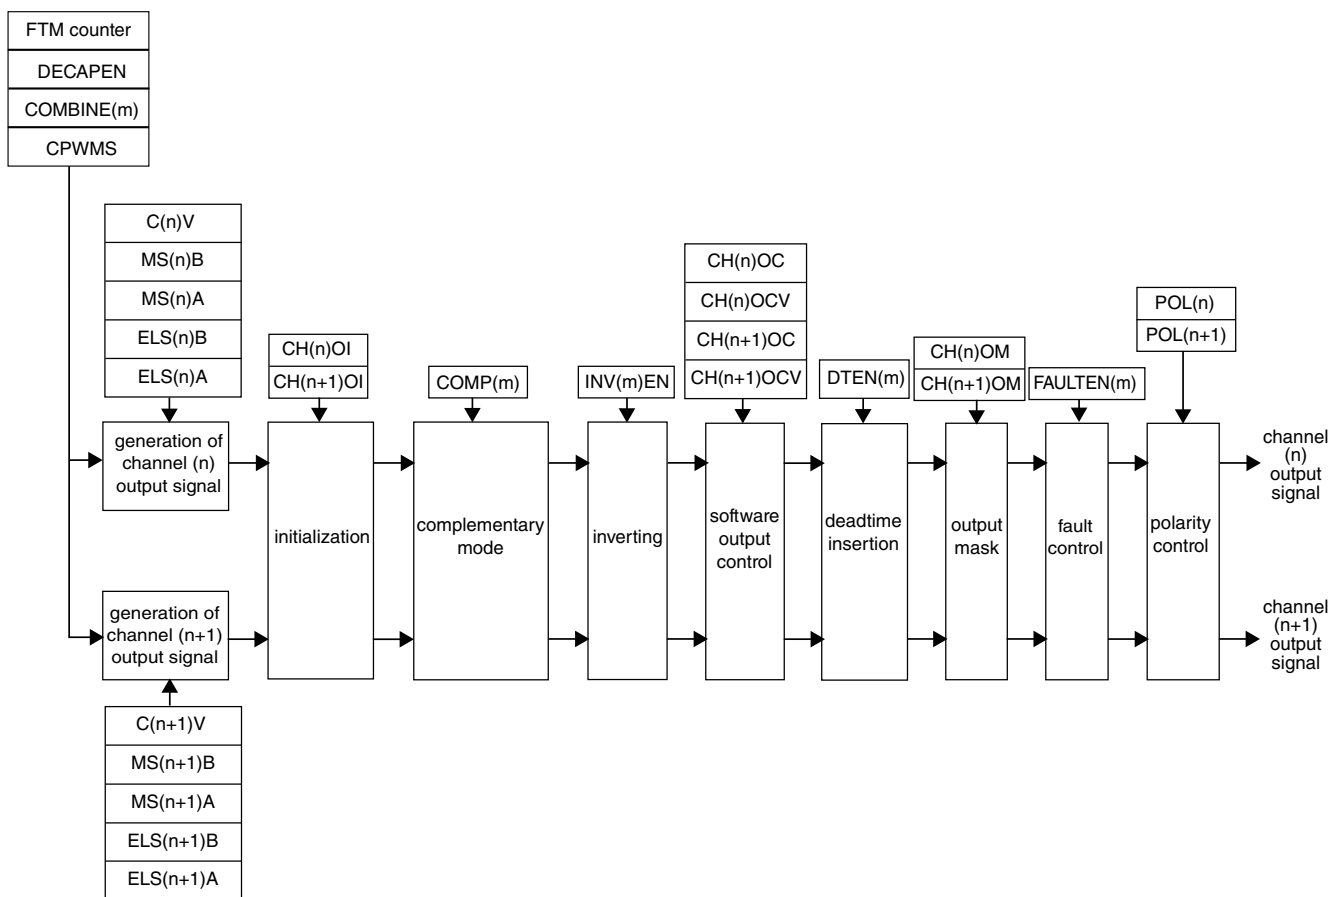 FTM counter
DECAPEN
COMBINE(m)
CPWMS
C(n)V
MS(n)B
MS(n)A
ELS(n)B
ELS(n)A
CH(n)OI
CH(n+1)OI
COMP(m)
INV(m)EN
CH(n)OC
CH(n)OCV
CH(n+1)OC
CH(n+1)OCV
DTEN(m)
CH(n)OM
CH(n+1)OM
FAULTEN(m)
POL(n)
POL(n+1)
generation of
channel (n)
output signal
generation of
channel (n+1)
output signal
initialization
complementary
mode
inverting
software
output
control
deadtime
insertion
output
mask
fault
control
polarity
control
channel
(n)
output
signal
channel
(n+1)
output
signal
C(n+1)V
MS(n+1)B
MS(n+1)A
ELS(n+1)B
ELS(n+1)A